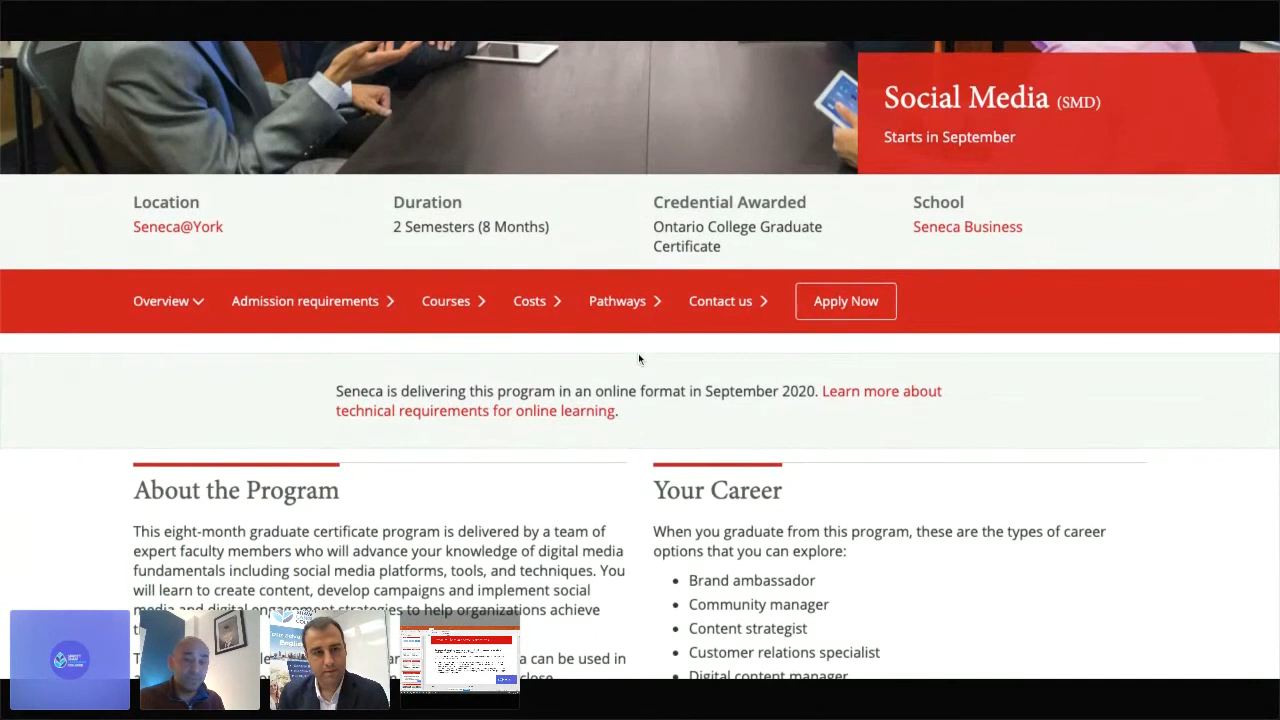 Social Media (SMD)
Starts in September
Location
Seneca@York
Duration
2 Semesters (8 Months)
Credential Awarded
Ontario College Graduate
Certificate
School
Seneca Business
Overview
Admission requirements
Courses
Costs
Pathways
Contact us
Apply Now
Seneca is delivering this program in an online format in September 2020. Learn more about
technical requirements for online learning.
About the Program
This eight-month graduate certificate program is delivered by a team of
expert faculty members who will advance your knowledge of digital media
fundamentals including social media platforms, tools, and techniques. You
will learn to create content, develop campaigns and implement social
media and digital engagement strategies to help organizations achieve
a can be used in
Your Career
When you graduate from this program, these are the types of career
options that you can explore:
Brand ambassador
Community manager
Content strategist
Customer relations specialist
Digital content manager